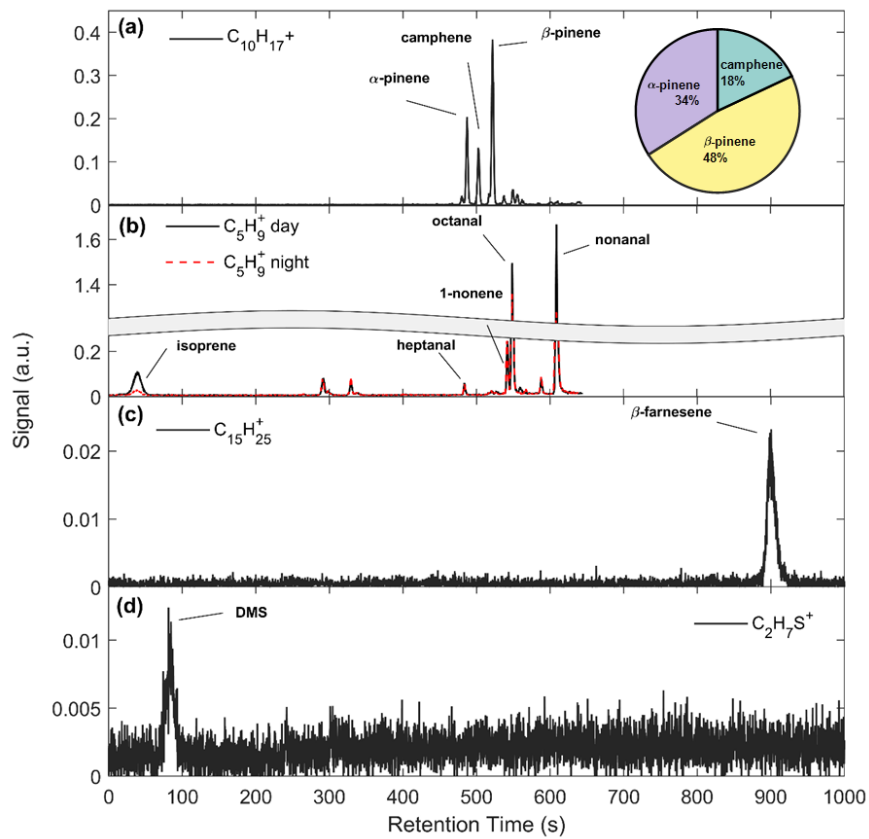 (a)
C10H17+
camphene
β-pinene
α-pinene
camphene
18%
α-pinene
34%
β-pinene
48%
0.4
0.3
0.2
0.1
0
(b)
C5H9+ day
C5H9+ night
octanal
nonanal
1-nonene
isoprene
heptanal
1.6
1.4
0.2
0
Signal (a.u.)
(c)
C15H25+
β-farnesene
0.02
0.01
0
(d)
DMS
C2H7S+
0.01
0.005
0
0 100 200 300 400 500 600 700 800 900 1000
Retention Time (s)